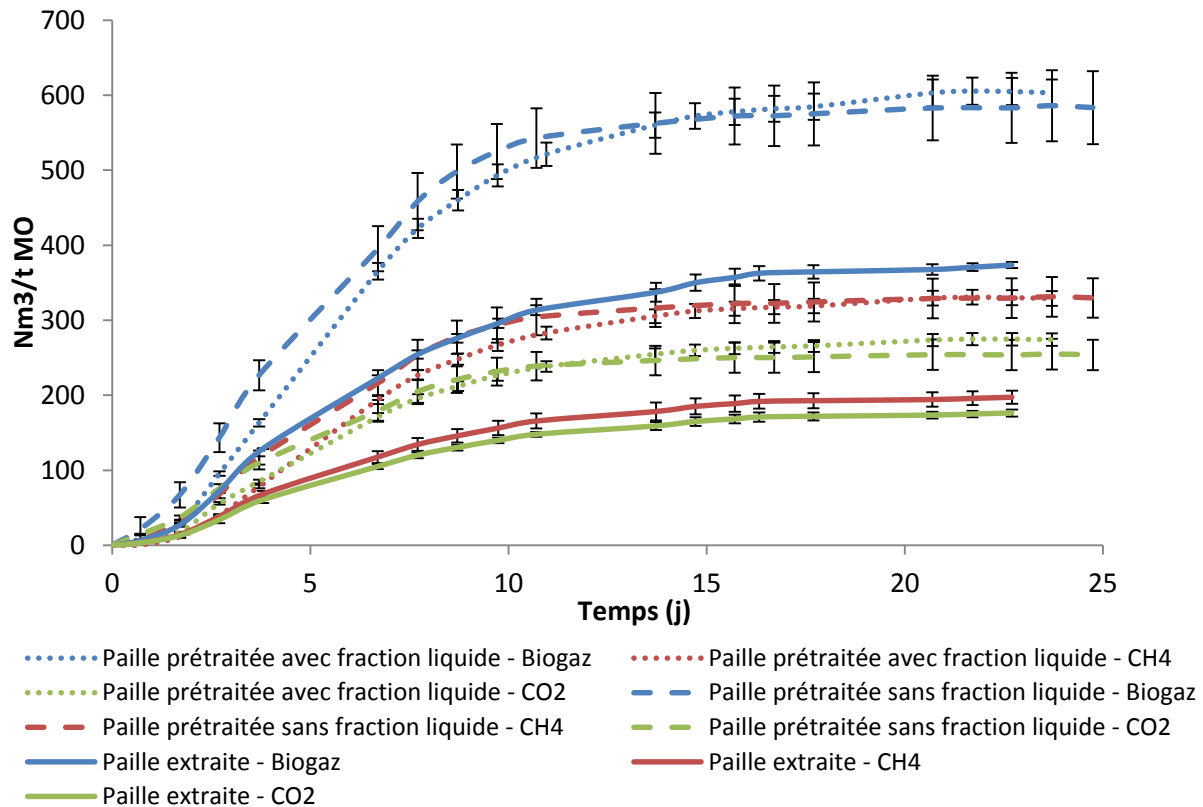 700
600
500
400
300
200
100
0
Nm3/t MO
0 5 10 15 20 25
Temps (j)
Paille prétraitée avec fraction liquide - Biogaz
Paille prétraitée avec fraction liquide - CH4
Paille prétraitée avec fraction liquide - CO2
Paille prétraitée sans fraction liquide - Biogaz
Paille prétraitée sans fraction liquide - CH4
Paille prétraitée sans fraction liquide - CO2
Paille extraite - Biogaz
Paille extraite - CH4
Paille extraite - CO2